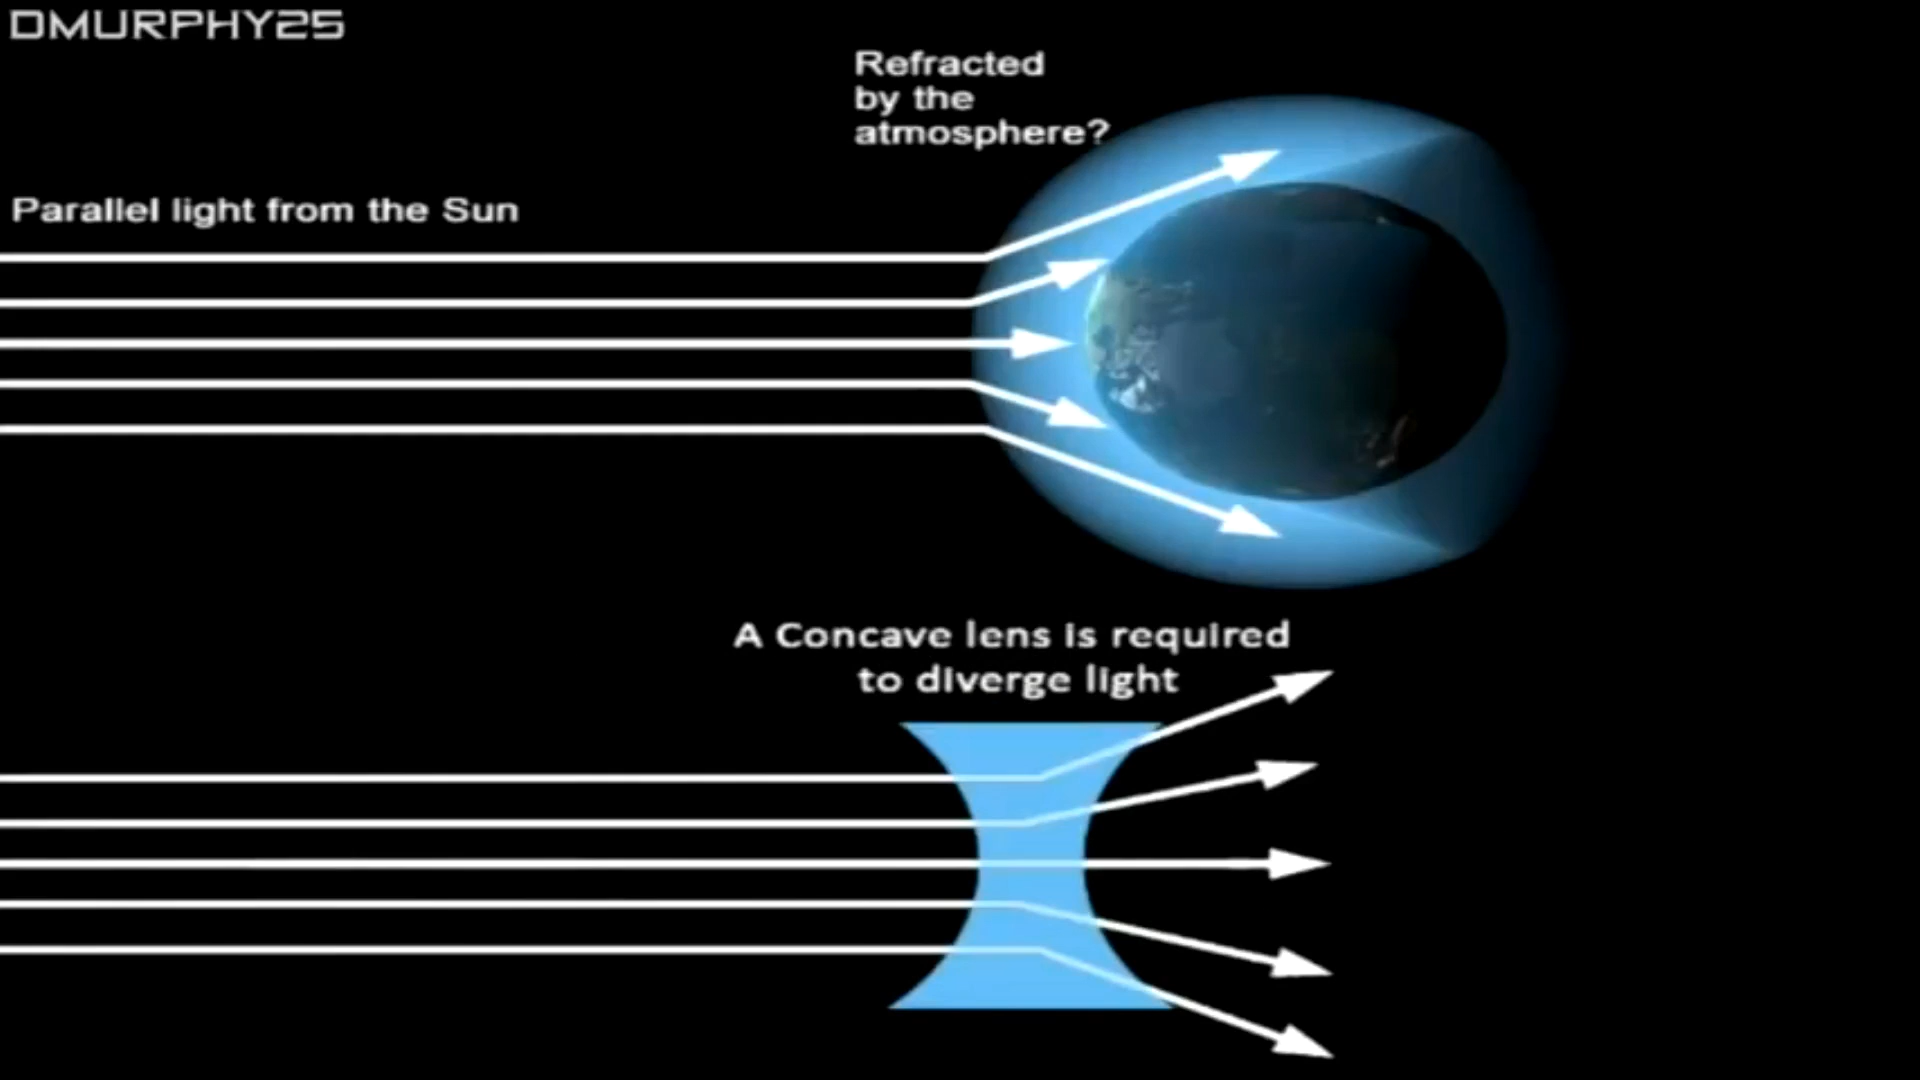 DMURPHY25
Refracted
by the
atmosphere?
Parallel light from the Sun
A Concave lens is required
to diverge light